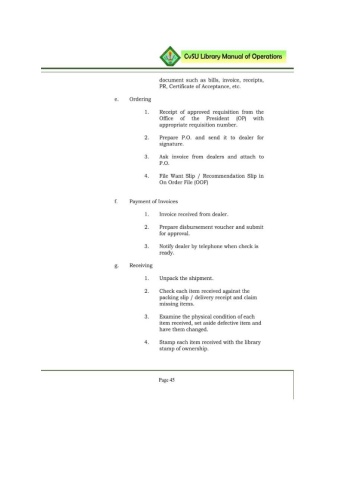 CvSU Library Manual of Operations
document such as bills, invoice, receipts,
PR, Certificate of Acceptance, etc.
e. Ordering
1. Receipt of approved requisition from the
Office of the President (OP) with
appropriate requisition number.
2. Prepare P.O. and send it to dealer for
signature.
3. Ask invoice from dealers and attach to
P.O.
4. File Want Slip / Recommendation Slip in
On Order File (OOF)
f. Payment of Invoices
1. Invoice received from dealer.
2. Prepare disbursement voucher and submit
for approval.
3. Notify dealer by telephone when check is
ready.
g. Receiving
1. Unpack the shipment.
2. Check each item received against the
packing slip / delivery receipt and claim
missing items.
3. Examine the physical condition of each
item received, set aside defective item and
have them changed.
4. Stamp each item received with the library
stamp of ownership.
Page 45